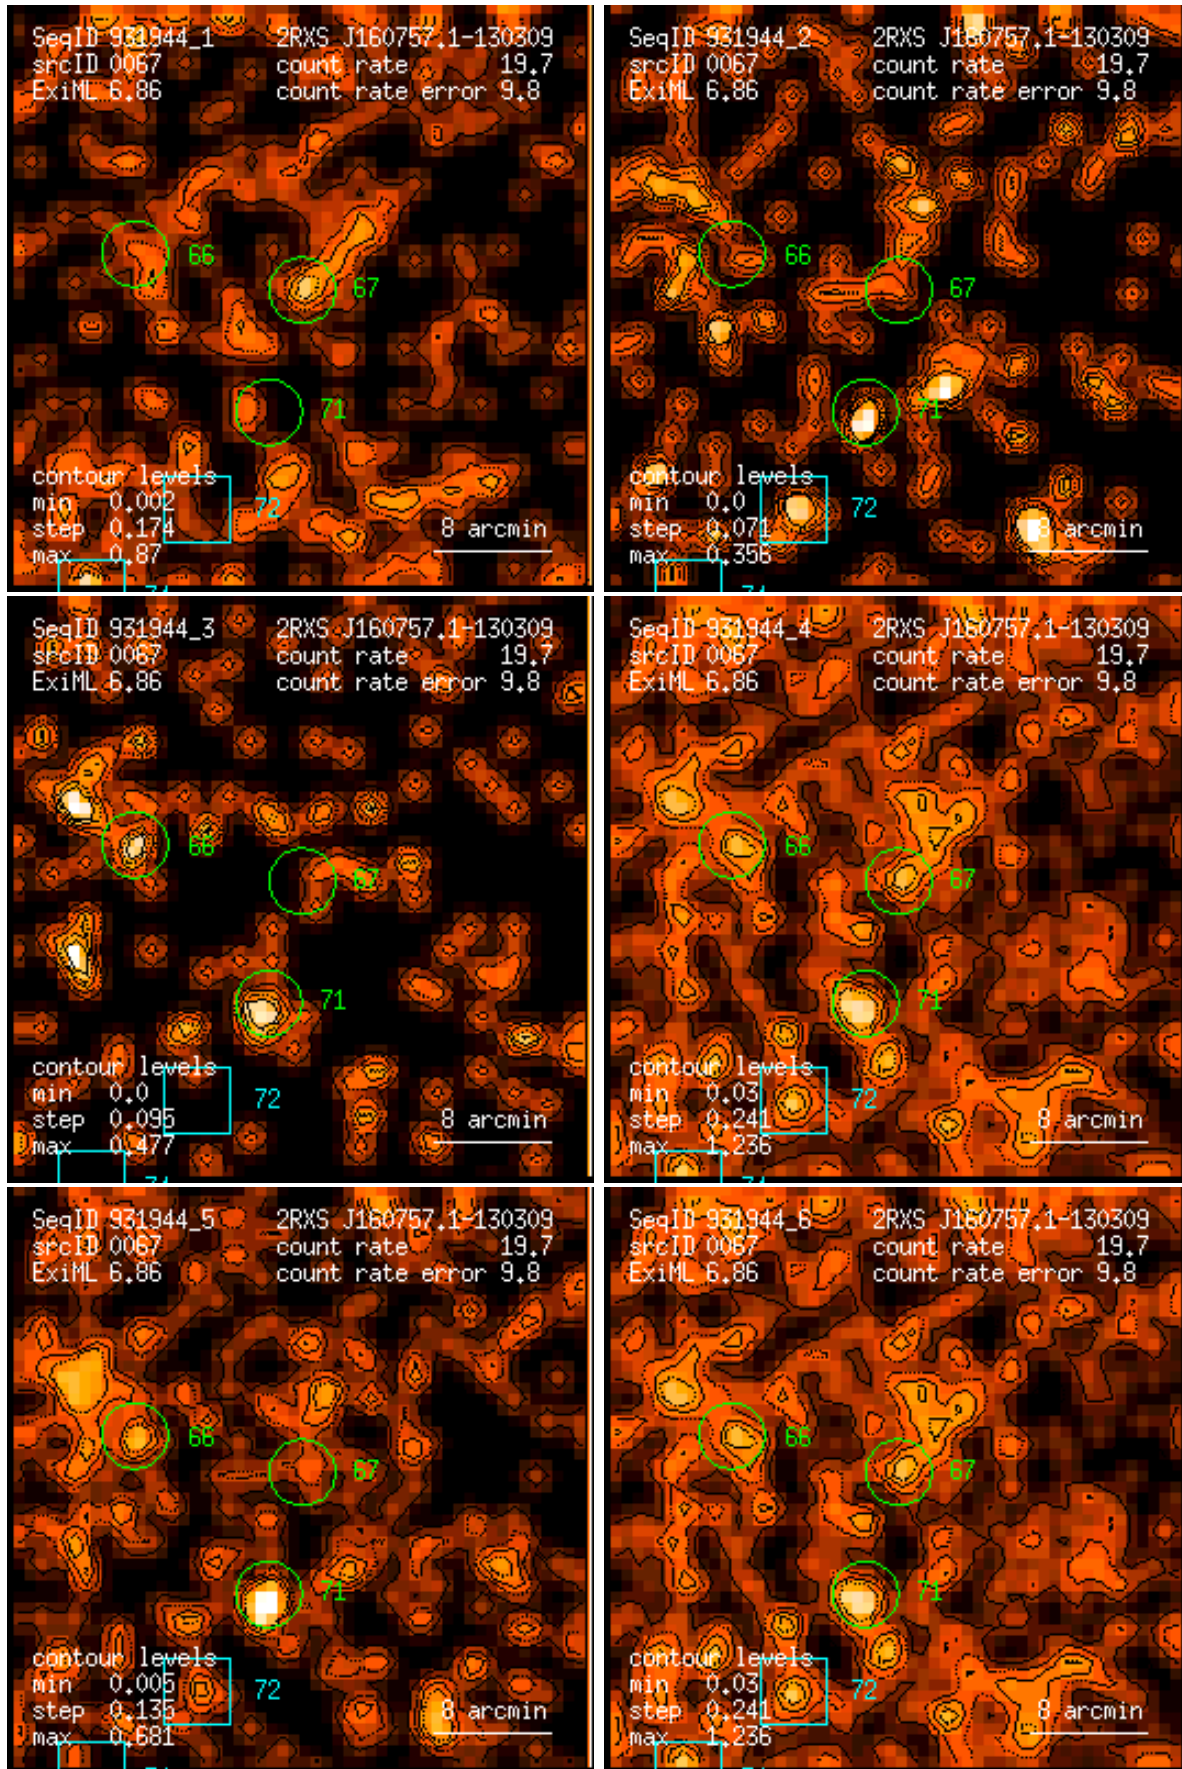 SeqID 931944_1 2RXS J160757.1-130309
srcID 0067 count rate 19.7
ExiML 6.86 count rate error 9.8
66
67
71
contour levels
min 0.002
72
step 0.174
8 arcmin
max 0.87
SeqID 931944_2 2RXS J160757.1-130309
srcID 0067 count rate 19.7
ExiML 6.86 count rate error 9.8
66
67
71
contour levels
min 0.0
72
step 0.071
8 arcmin
max 0.356
SeqID 931944_3 2RXS J160757.1-130309
srcID 0067 count rate 19.7
ExiML 6.86 count rate error 9.8
66
67
71
contour levels
min 0.0
72
step 0.095
8 arcmin
max 0.477
SeqID 931944_4 2RXS J160757.1-130309
srcID 0067 count rate 19.7
ExiML 6.86 count rate error 9.8
66
67
71
contour levels
min 0.03
72
step 0.241
8 arcmin
max 1.236
SeqID 931944_5 2RXS J160757.1-130309
srcID 0067 count rate 19.7
ExiML 6.86 count rate error 9.8
66
67
71
contour levels
min 0.005
72
step 0.135
8 arcmin
max 0.681
SeqID 931944_6 2RXS J160757.1-130309
srcID 0067 count rate 19.7
ExiML 6.86 count rate error 9.8
66
67
71
contour levels
min 0.03
72
step 0.241
8 arcmin
max 1.236